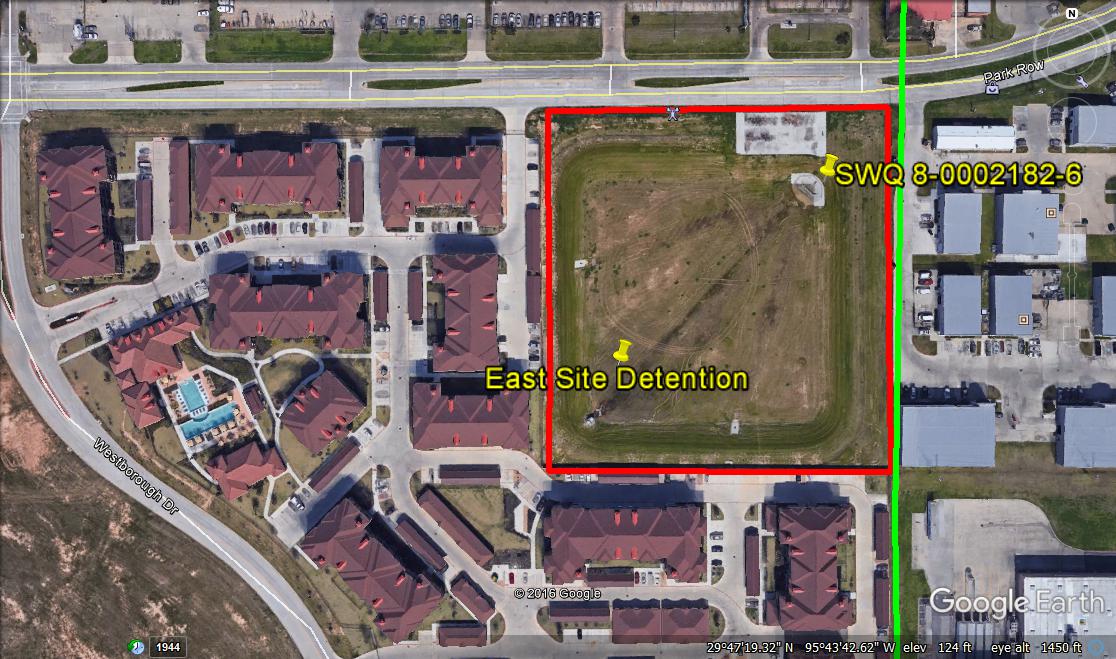 N
Park Row
SWQ 8-0002182-6
East Site Detention
Westborough Dr
© 2016 Google
Google Earth
1944
29°47'19.32" N 95°43'42.62" W elev 124 ft eye alt 1450 ft